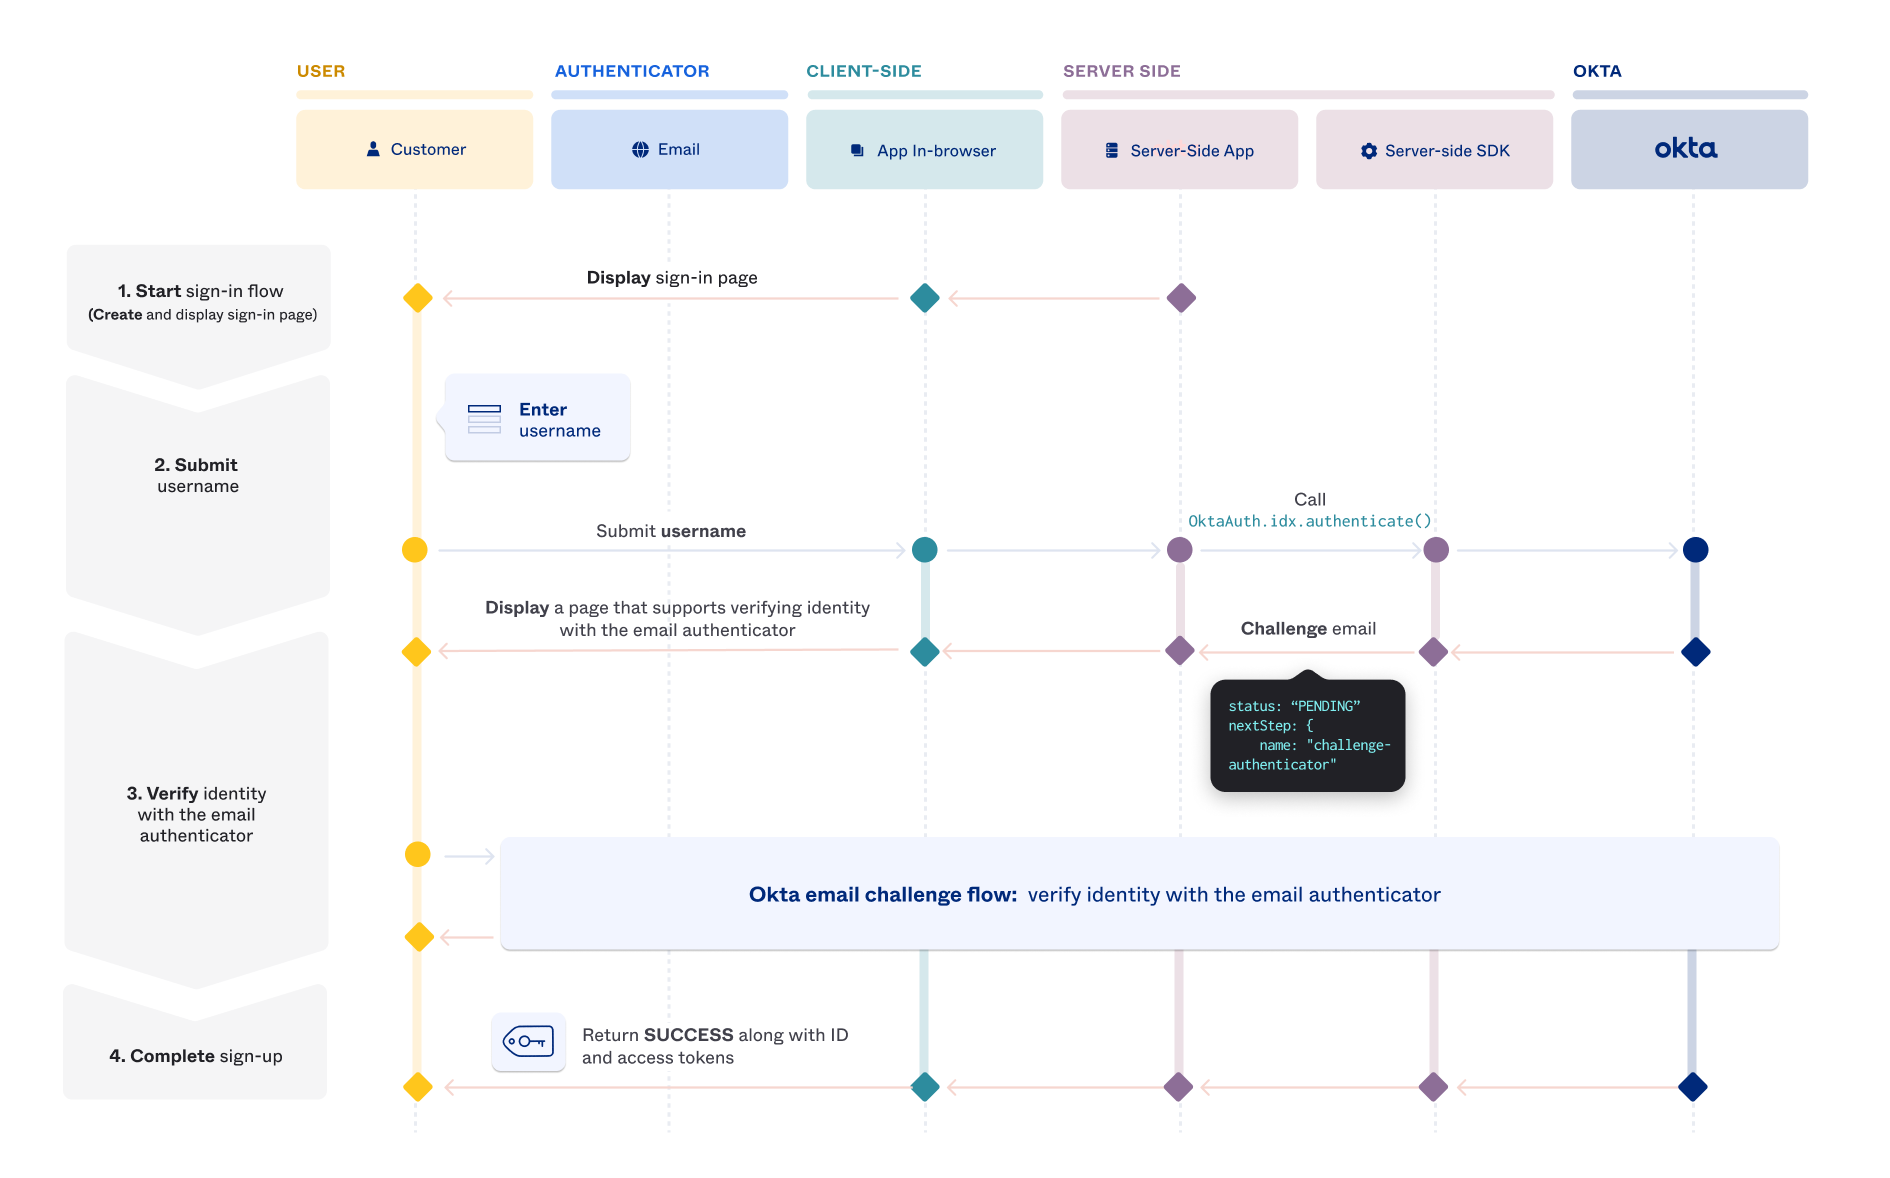 USER
AUTHENTICATOR
CLIENT-SIDE
SERVER SIDE
OKTA
Customer
Email
App In-browser
Server-Side App
Server-side SDK
okta
1. Start sign-in flow
(Create and display sign-in page)
Display sign-in page
Enter
username
2. Submit
username
Submit username
Call
OktaAuth.idx.authenticate()
Display a page that supports verifying identity
with the email authenticator
Challenge email
status: “PENDING”
nextStep: {
name: "challenge-
authenticator"
3. Verify identity
with the email
authenticator
Okta email challenge flow: verify identity with the email authenticator
4. Complete sign-up
Return SUCCESS along with ID
and access tokens